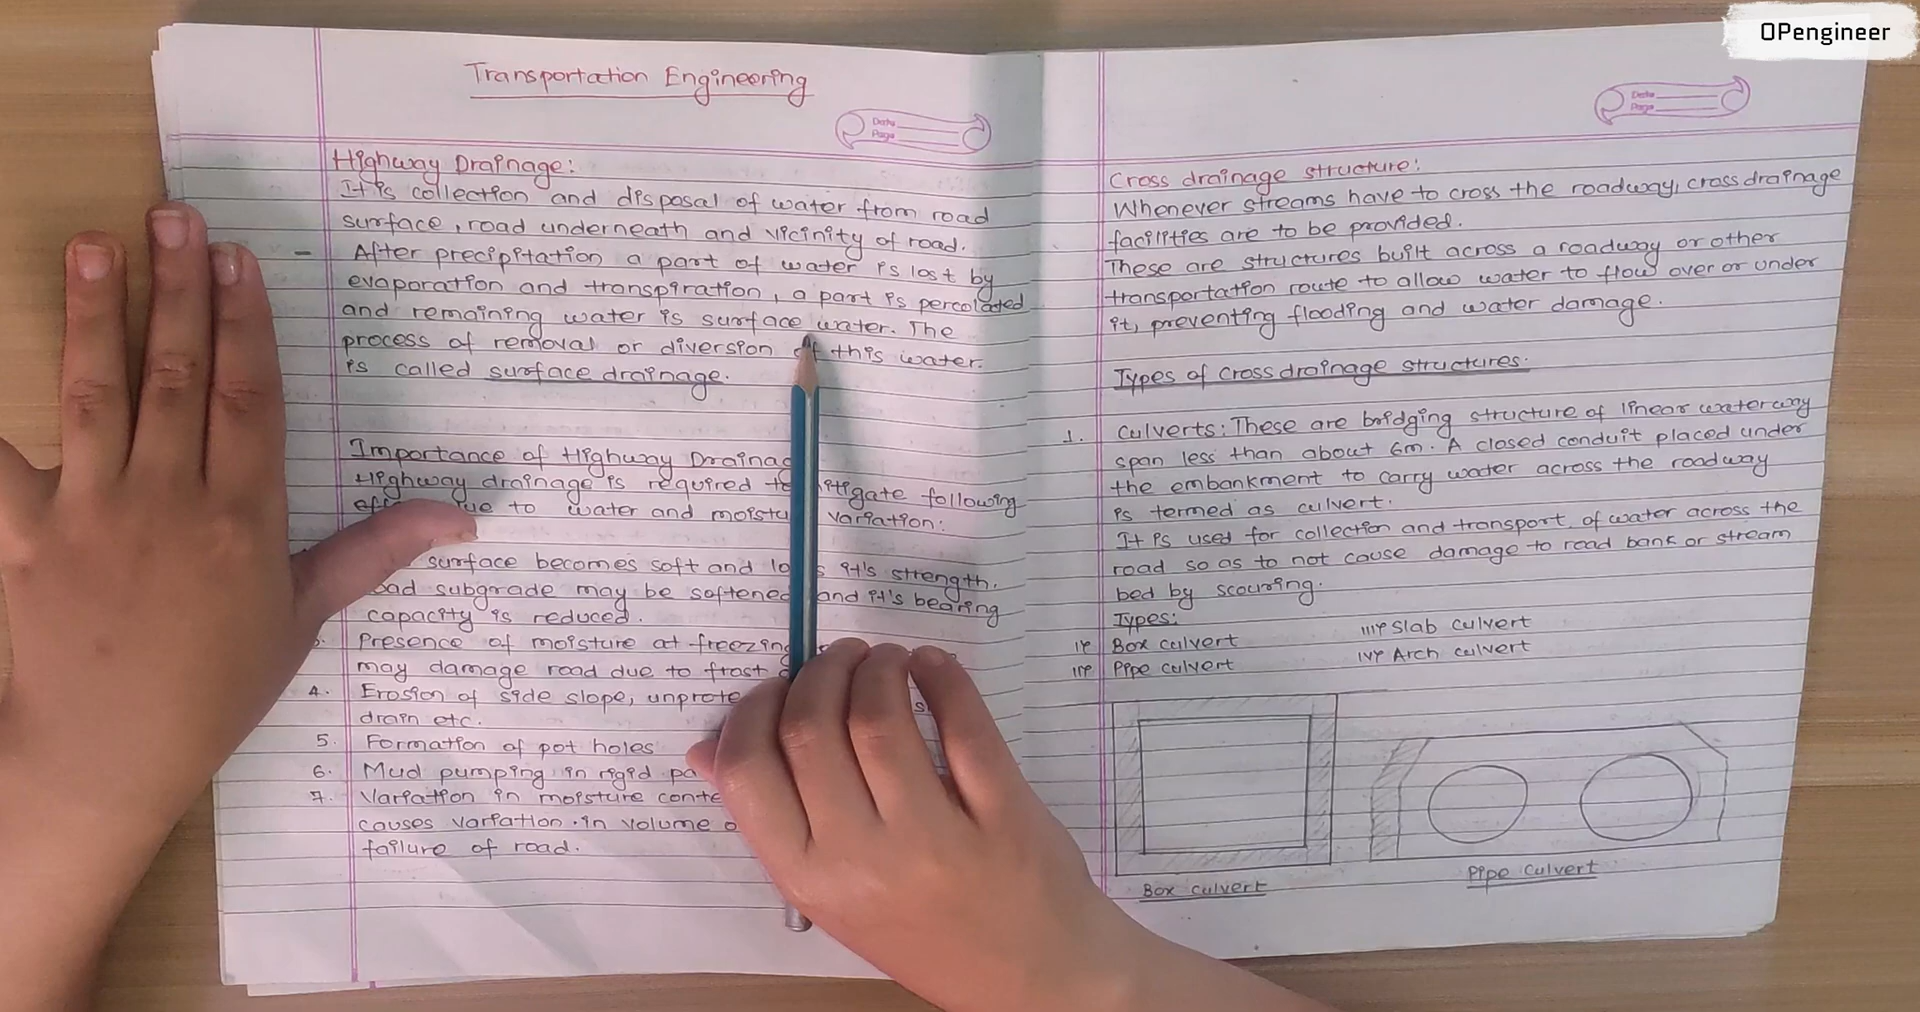 OPengineer
Transportation Engineering
Date
Page
Highway Drainage:
It is collection and disposal of water from road
surface, road underneath and vicinity of road.
- After precipitation a part of water is lost by
evaporation and transpiration, a part is percolated
and remaining water is surface water. The
process of removal or diversion of this water.
is called surface drainage.
Importance of Highway
Highway drainage is required following
due to water and variation:
surface becomes soft and it's strength.
subgrade may be and it's bearing
capacity is reduced.
Presence of moisture at freezing
may damage road due to frost
4. Erosion of side slope,
drain etc.
5. Formation of pot holes
6. Mud pumping in rigid
7. Variation in moisture
causes variation in volume
failure of road.
Date
Page
Cross drainage structure:
Whenever streams have to cross the roadway, cross drainage
facilities are to be provided.
These are structures built across a roadway or other
transportation route to allow water to flow over or under
it, preventing flooding and water damage.
Types of cross drainage structures.
1. Culverts: These are bridging structure of linear waterway
span less than about 6m. A closed conduit placed under
the embankment to carry water across the roadway
is termed as culvert.
It is used for collection and transport of water across the
road so as to not cause damage to road bank or stream
bed by scouring.
Types:
i) Box culvert iii) Slab culvert
ii) Pipe culvert iv) Arch culvert
Box culvert Pipe culvert